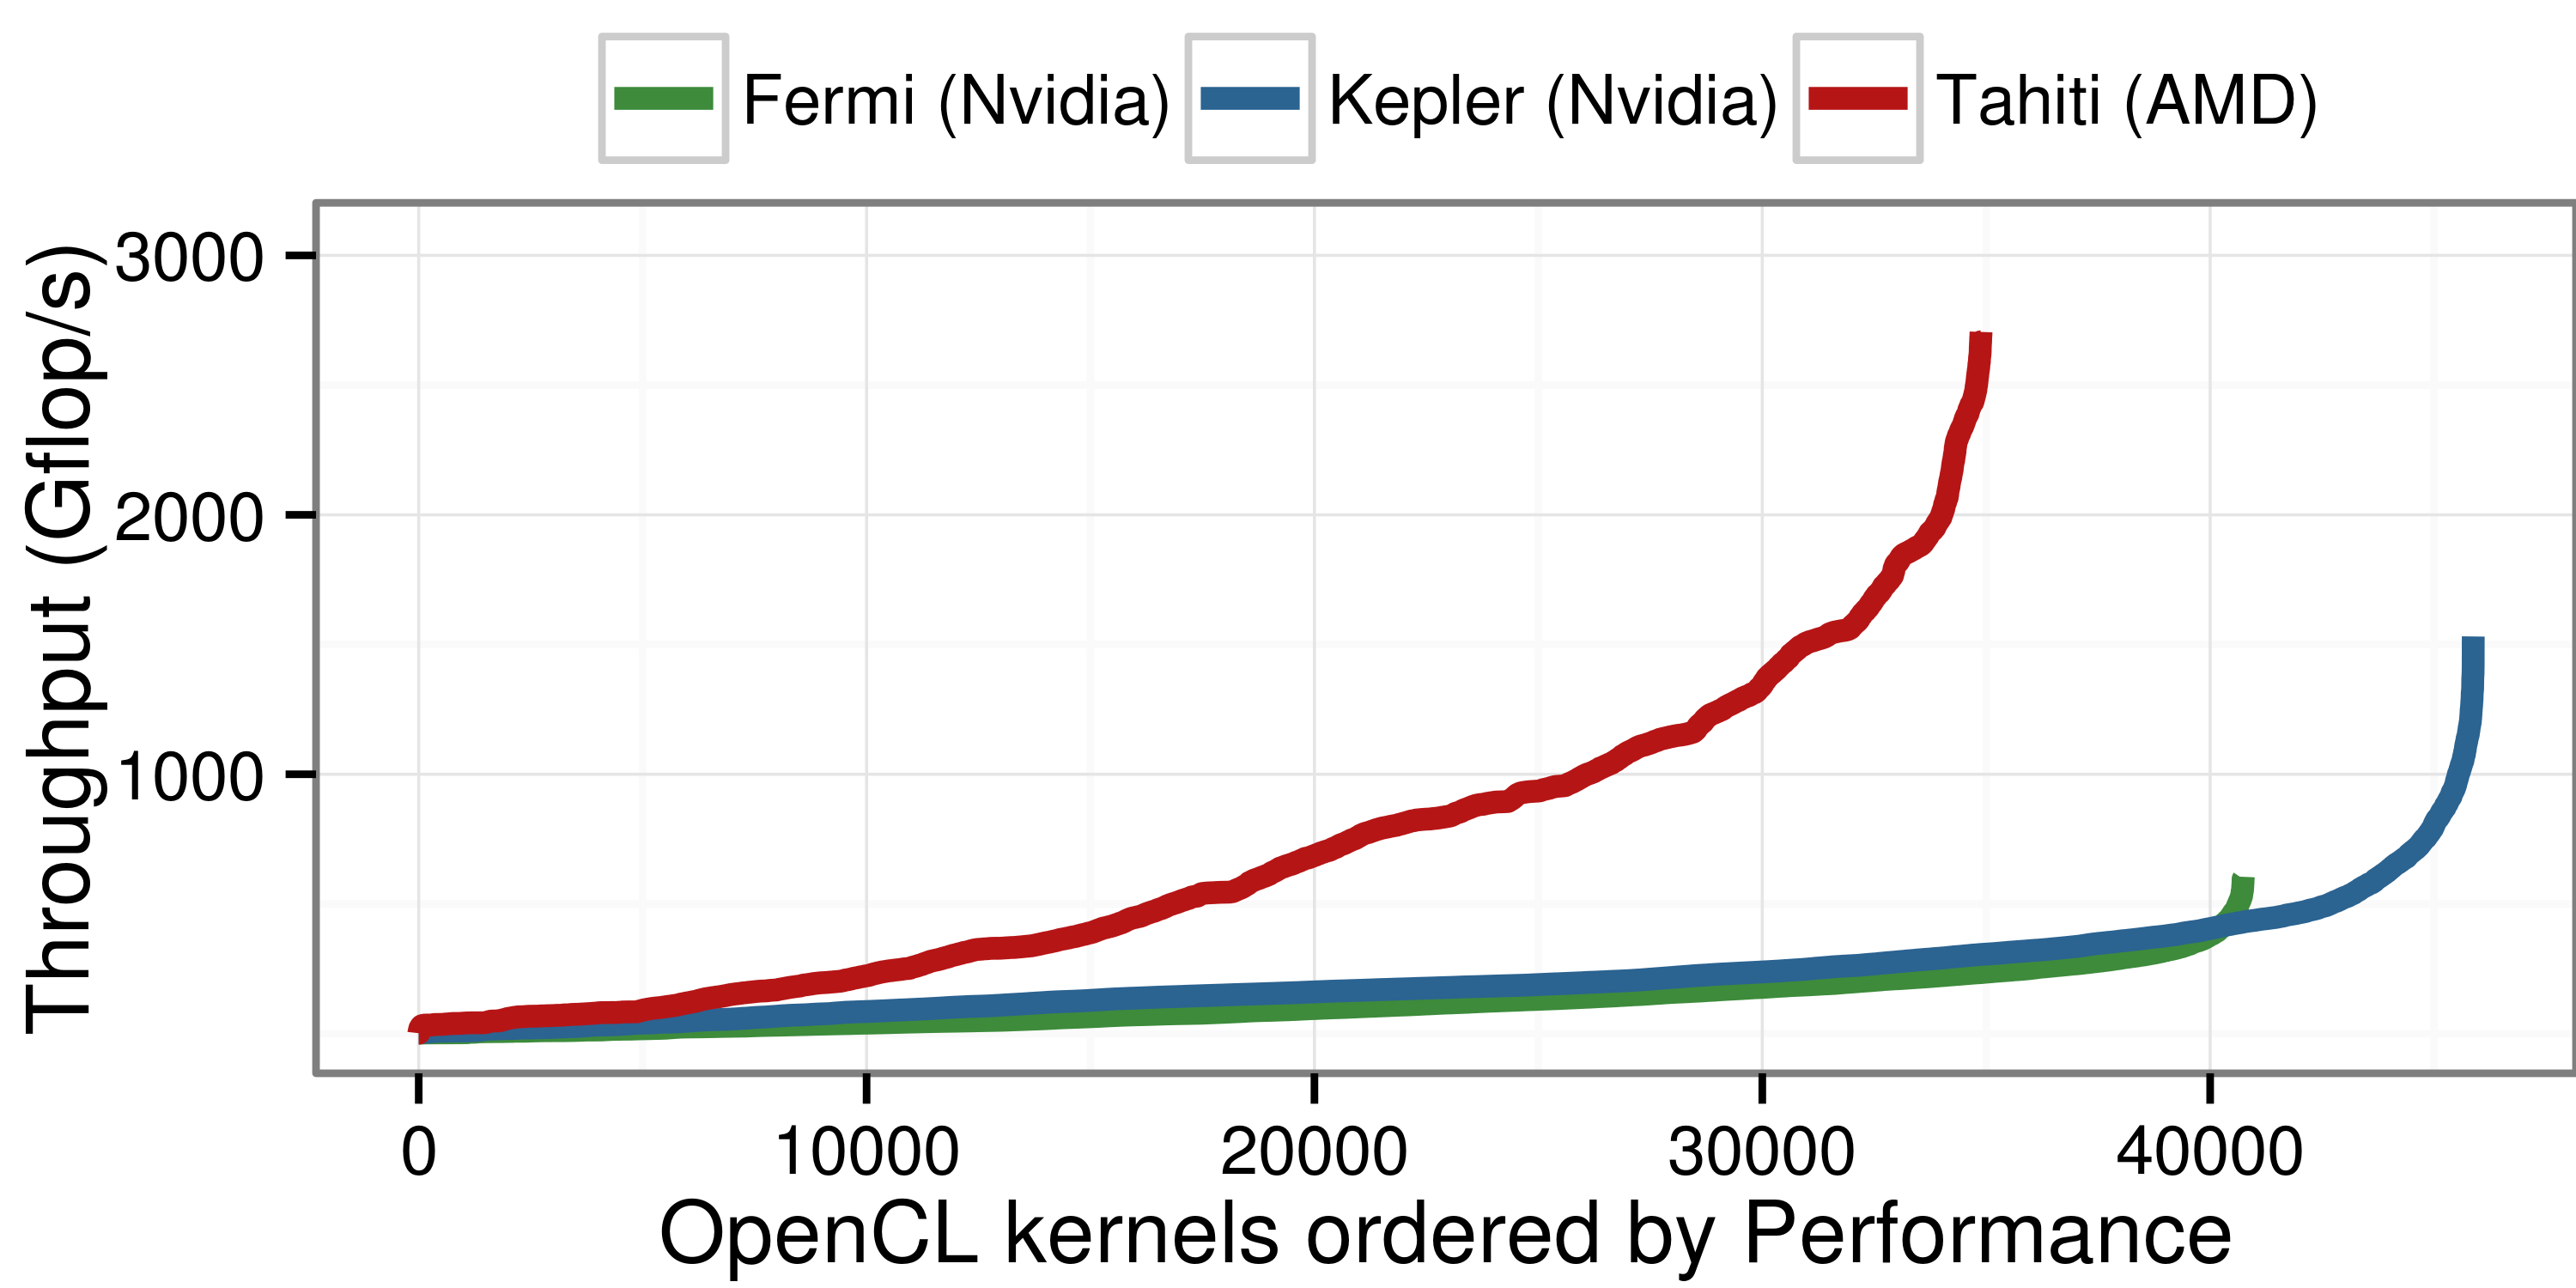 Fermi (Nvidia) Kepler (Nvidia) Tahiti (AMD)
Throughput (Gflop/s)
3000
2000
1000
0 10000 20000 30000 40000
OpenCL kernels ordered by Performance